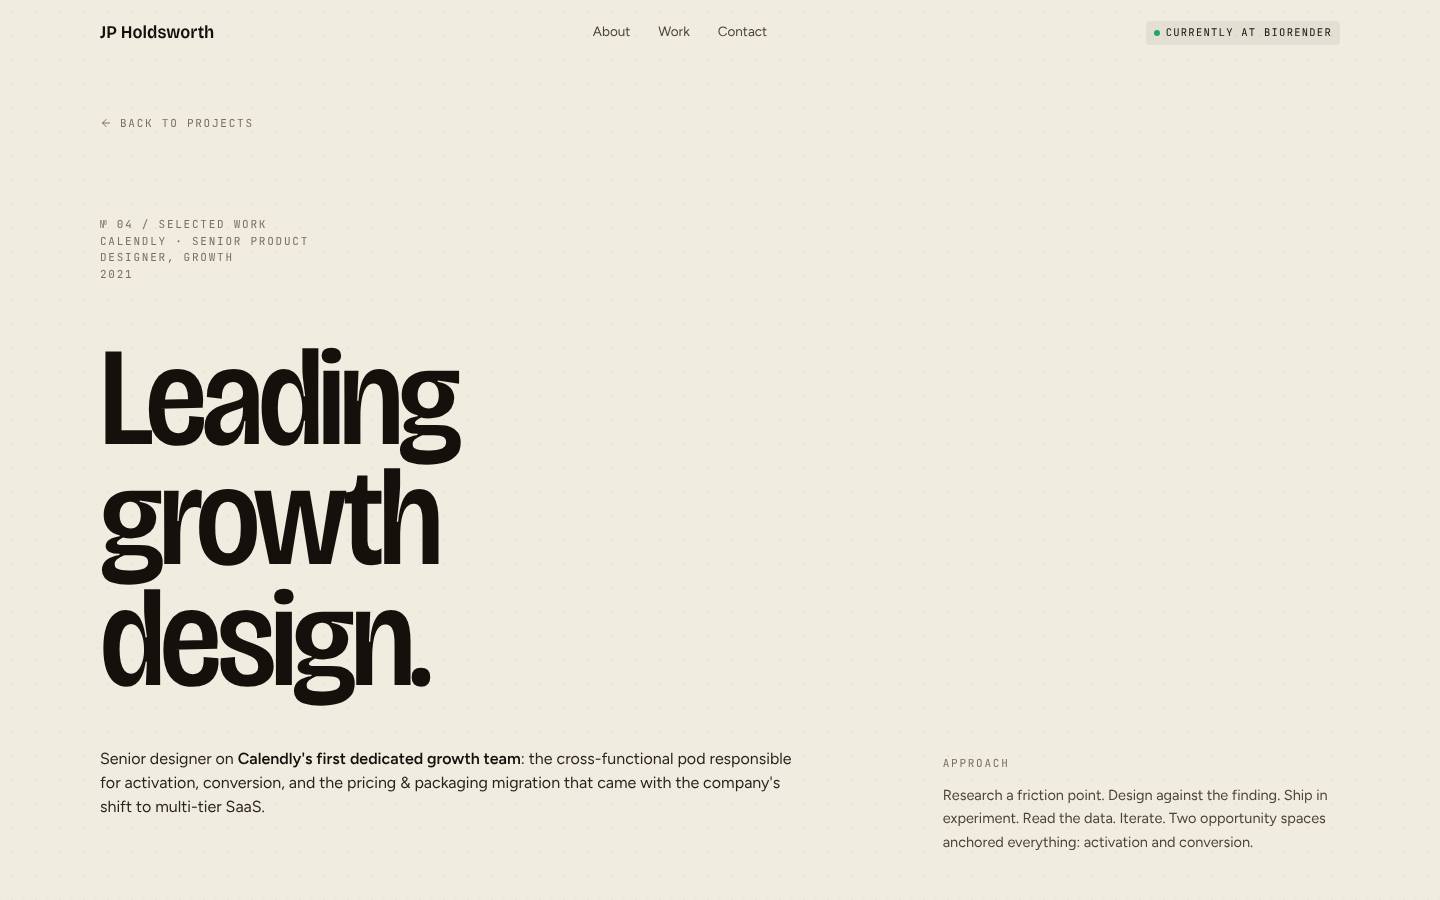 JP Holdsworth
About
Work
Contact
CURRENTLY AT BIORENDER
← BACK TO PROJECTS
№ 04 / SELECTED WORK
CALENDLY · SENIOR PRODUCT
DESIGNER, GROWTH
2021
Leading
growth
design.
Senior designer on Calendly's first dedicated growth team: the cross-functional pod responsible
for activation, conversion, and the pricing & packaging migration that came with the company's
shift to multi-tier SaaS.
APPROACH
Research a friction point. Design against the finding. Ship in
experiment. Read the data. Iterate. Two opportunity spaces
anchored everything: activation and conversion.